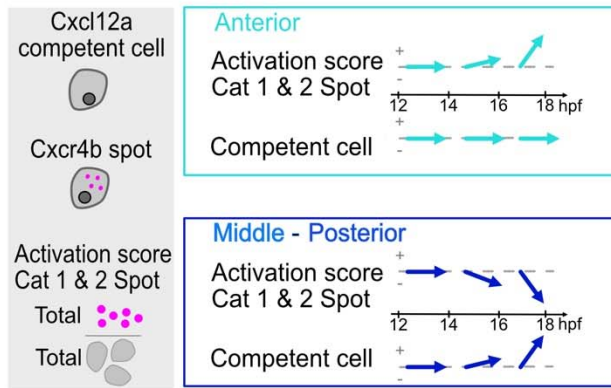 Cxcl12a
competent cell
Cxcr4b spot
Activation score
Cat 1 & 2 Spot
Total
Total
Anterior
Activation score
Cat 1 & 2 Spot
+
-
12 14 16 18 hpf
Competent cell
+
-
Middle - Posterior
Activation score
Cat 1 & 2 Spot
+
-
12 14 16 18 hpf
Competent cell
+
-